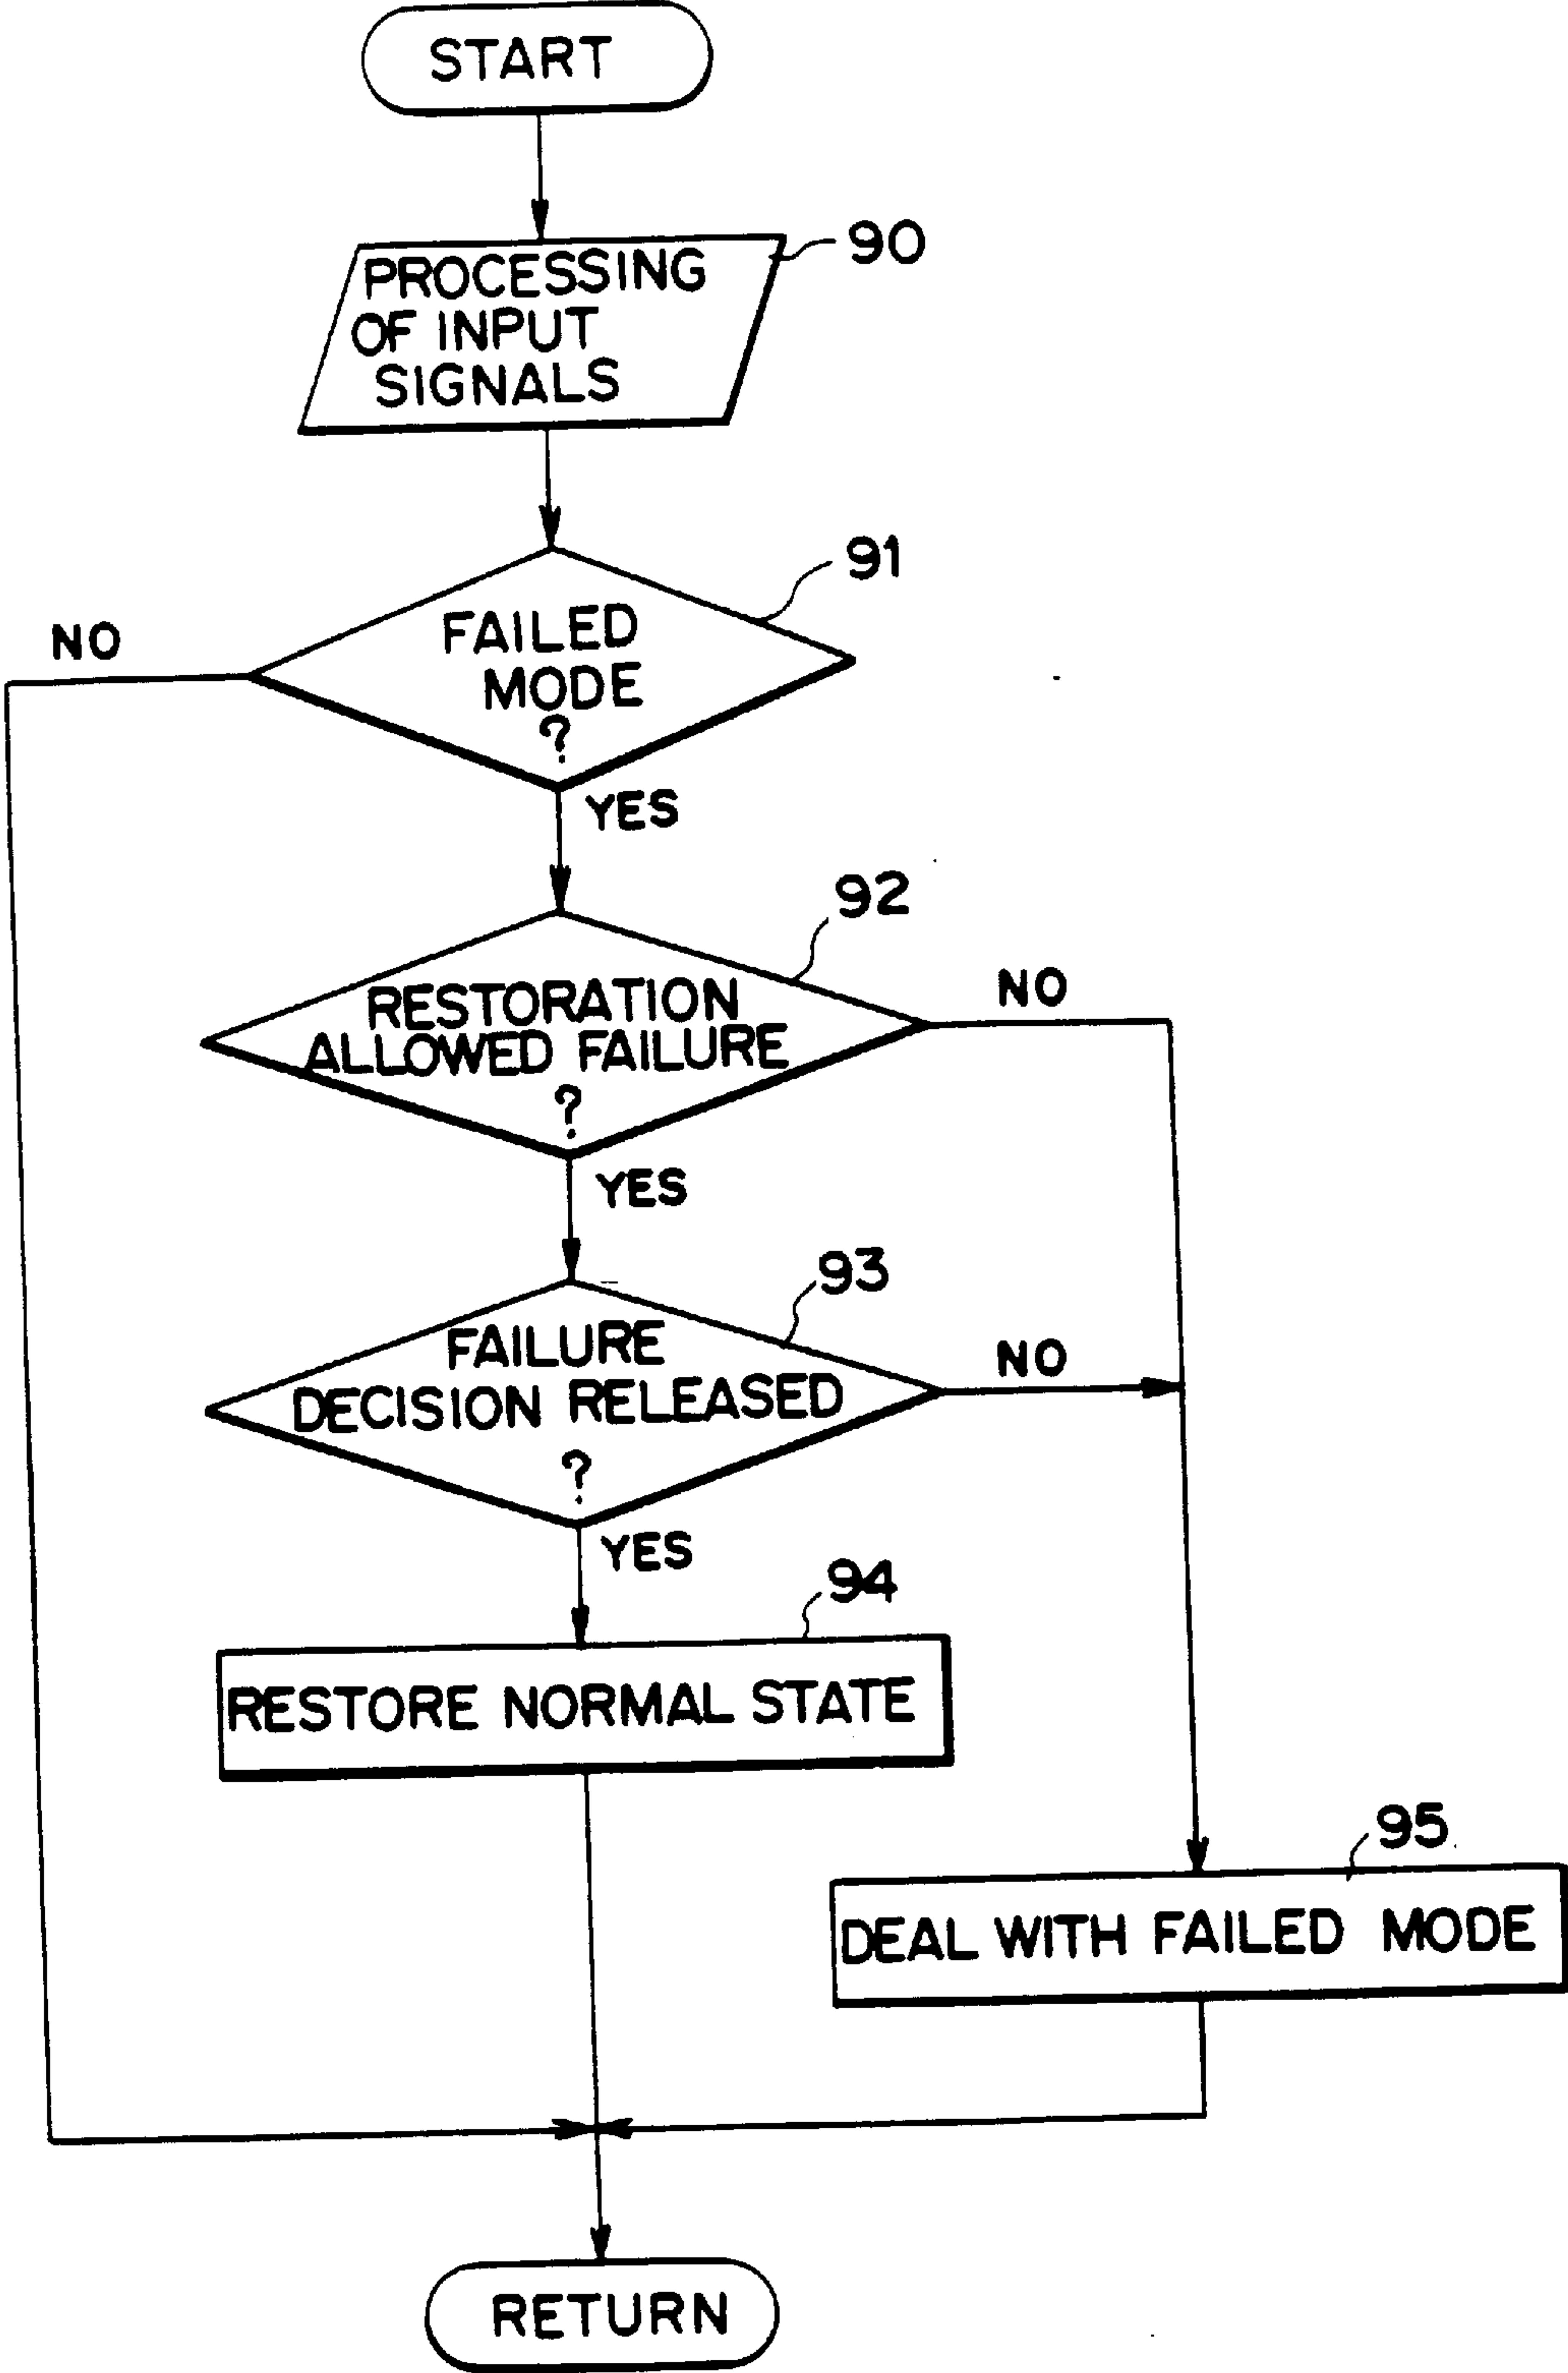 START
PROCESSING
OF INPUT
SIGNALS
90
FAILED
MODE
?
91
NO
YES
RESTORATION
ALLOWED FAILURE
?
92
NO
YES
FAILURE
DECISION RELEASED
?
93
NO
YES
94
RESTORE NORMAL STATE
95
DEAL WITH FAILED MODE
RETURN